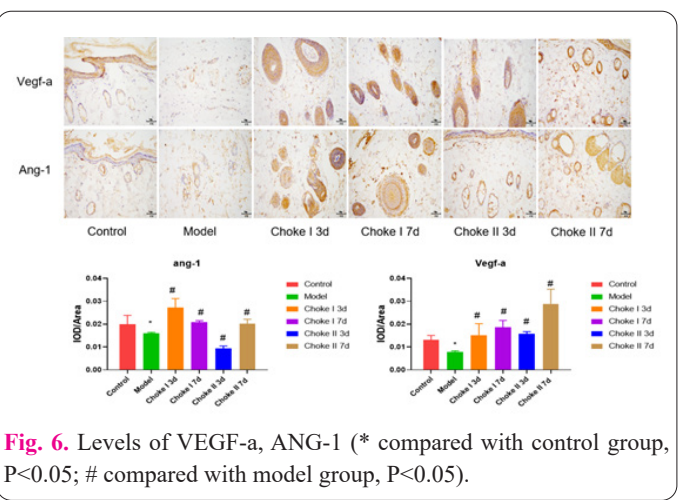 Vegf-a
Ang-1
Control Model Choke I 3d Choke I 7d Choke II 3d Choke II 7d
ang-1
0.04
0.03
0.02
0.01
0.00
IOD/Area
*
#
#
#
#
Control
Model
Choke I 3d
Choke I 7d
Choke II 3d
Choke II 7d
Control
Model
Choke I 3d
Choke I 7d
Choke II 3d
Choke II 7d
Vegf-a
0.04
0.03
0.02
0.01
0.00
IOD/Area
*
#
#
#
#
Control
Model
Choke I 3d
Choke I 7d
Choke II 3d
Choke II 7d
Control
Model
Choke I 3d
Choke I 7d
Choke II 3d
Choke II 7d
Fig. 6. Levels of VEGF-a, ANG-1 (* compared with control group,
P<0.05; # compared with model group, P<0.05).